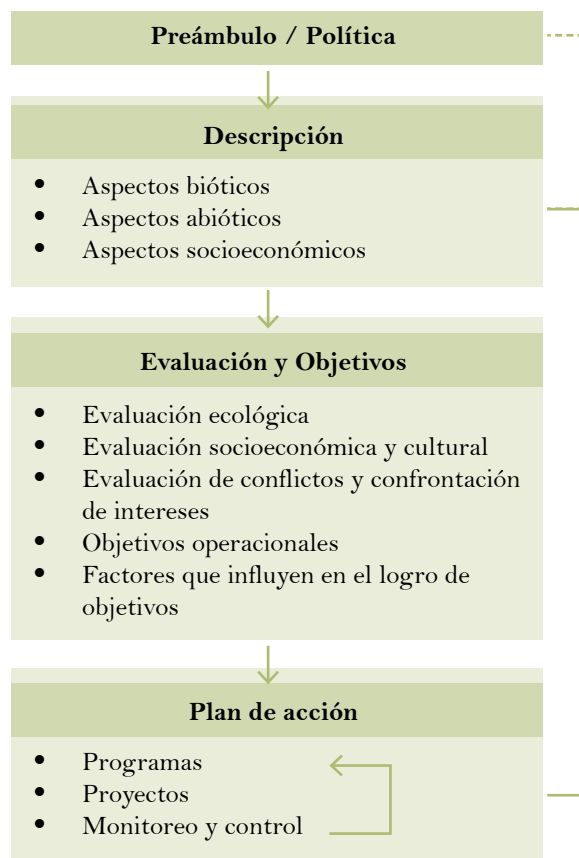 Preámbulo / Política
Descripción
• Aspectos bióticos
• Aspectos abióticos
• Aspectos socioeconómicos
Evaluación y Objetivos
• Evaluación ecológica
• Evaluación socioeconómica y cultural
• Evaluación de conflictos y confrontación
de intereses
• Objetivos operacionales
• Factores que influyen en el logro de
objetivos
Plan de acción
• Programas
• Proyectos
• Monitoreo y control